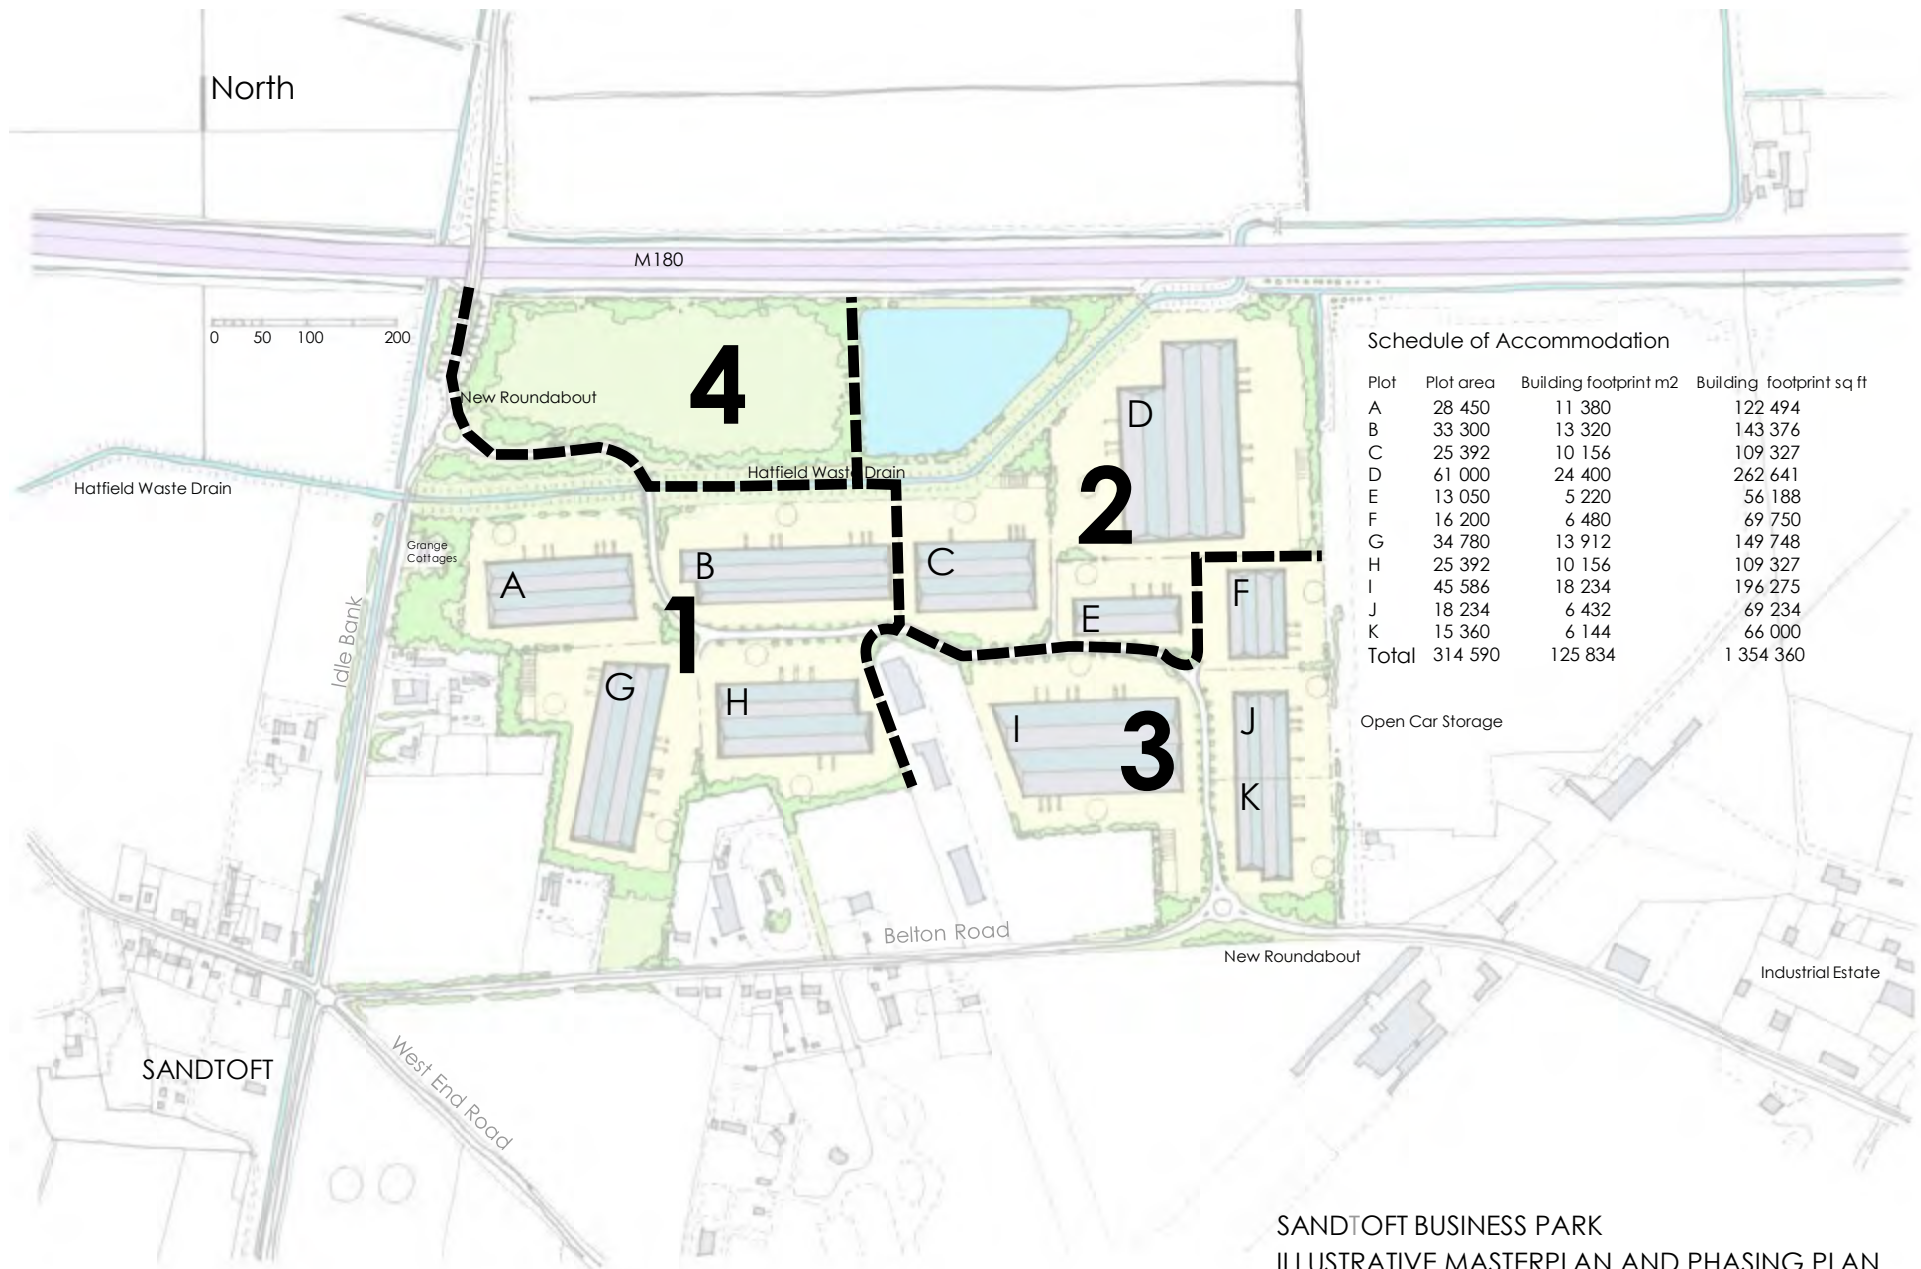 North
M180
0 50 100 200
4
New Roundabout
Hatfield Waste Drain
Hatfield Waste Drain
Schedule of Accommodation
Plot Plot area Building footprint m2 Building footprint sq ft
A 28 450 11 380 122 494
B 33 300 13 320 143 376
C 25 392 10 156 109 327
D 61 000 24 400 262 641
E 13 050 5 220 56 188
F 16 200 6 480 69 750
G 34 780 13 912 149 748
H 25 392 10 156 109 327
I 45 586 18 234 196 275
J 18 234 6 432 69 234
K 15 360 6 144 66 000
Total 314 590 125 834 1 354 360
Open Car Storage
D
2
Grange
Cottages
A
B
C
E
F
1
Idle Bank
G
H
I
3
J
K
Belton Road
New Roundabout
Industrial Estate
SANDTOFT
West End Road
SANDTOFT BUSINESS PARK
ILLUSTRATIVE MASTERPLAN AND PHASING PLAN